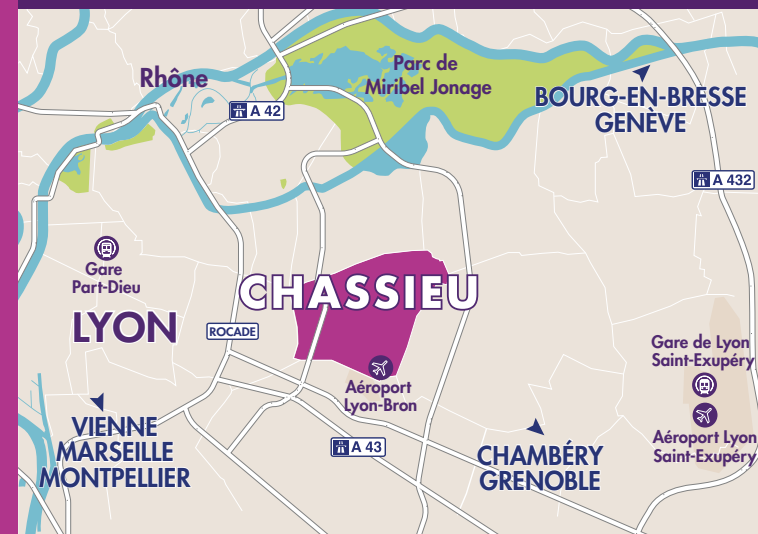 Rhône
Parc de
Miribel Jonage
A 42
BOURG-EN-BRESSE
GENÈVE
A 432
Gare
Part-Dieu
CHASSIEU
LYON
ROCADE
Gare de Lyon
Saint-Exupéry
Aéroport
Lyon-Bron
VIENNE
MARSEILLE
MONTPELLIER
A 43
CHAMBÉRY
GRENOBLE
Aéroport Lyon
Saint-Exupéry